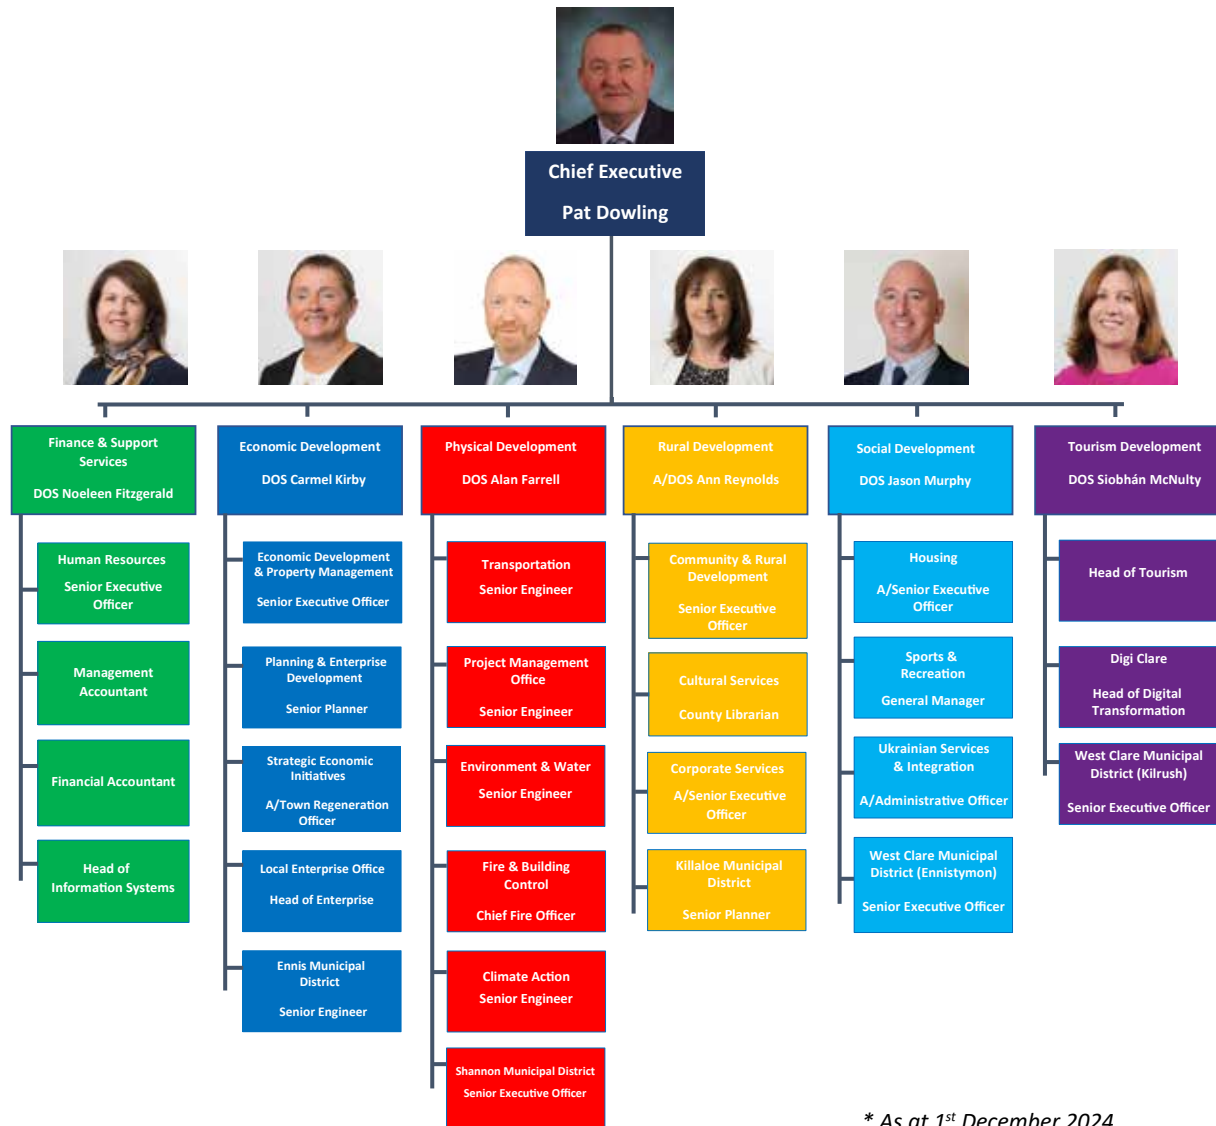 Chief Executive
Pat Dowling
Finance & Support
Services
DOS Noeleen Fitzgerald
Human Resources
Senior Executive
Officer
Management
Accountant
Financial Accountant
Head of
Information Systems
Economic Development
DOS Carmel Kirby
Economic Development
& Property Management
Senior Executive Officer
Planning & Enterprise
Development
Senior Planner
Strategic Economic
Initiatives
A/Town Regeneration
Officer
Local Enterprise Office
Head of Enterprise
Ennis Municipal
District
Senior Engineer
Physical Development
DOS Alan Farrell
Transportation
Senior Engineer
Project Management
Office
Senior Engineer
Environment & Water
Senior Engineer
Fire & Building
Control
Chief Fire Officer
Climate Action
Senior Engineer
Shannon Municipal District
Senior Executive Officer
Rural Development
A/DOS Ann Reynolds
Community & Rural
Development
Senior Executive
Officer
Cultural Services
County Librarian
Corporate Services
A/Senior Executive
Officer
Killaloe Municipal
District
Senior Planner
Social Development
DOS Jason Murphy
Housing
A/Senior Executive
Officer
Sports &
Recreation
General Manager
Ukrainian Services
& Integration
A/Administrative Officer
West Clare Municipal
District (Ennistymon)
Senior Executive Officer
Tourism Development
DOS Siobhán McNulty
Head of Tourism
Digi Clare
Head of Digital
Transformation
West Clare Municipal
District (Kilrush)
Senior Executive Officer
* As at 1st December 2024